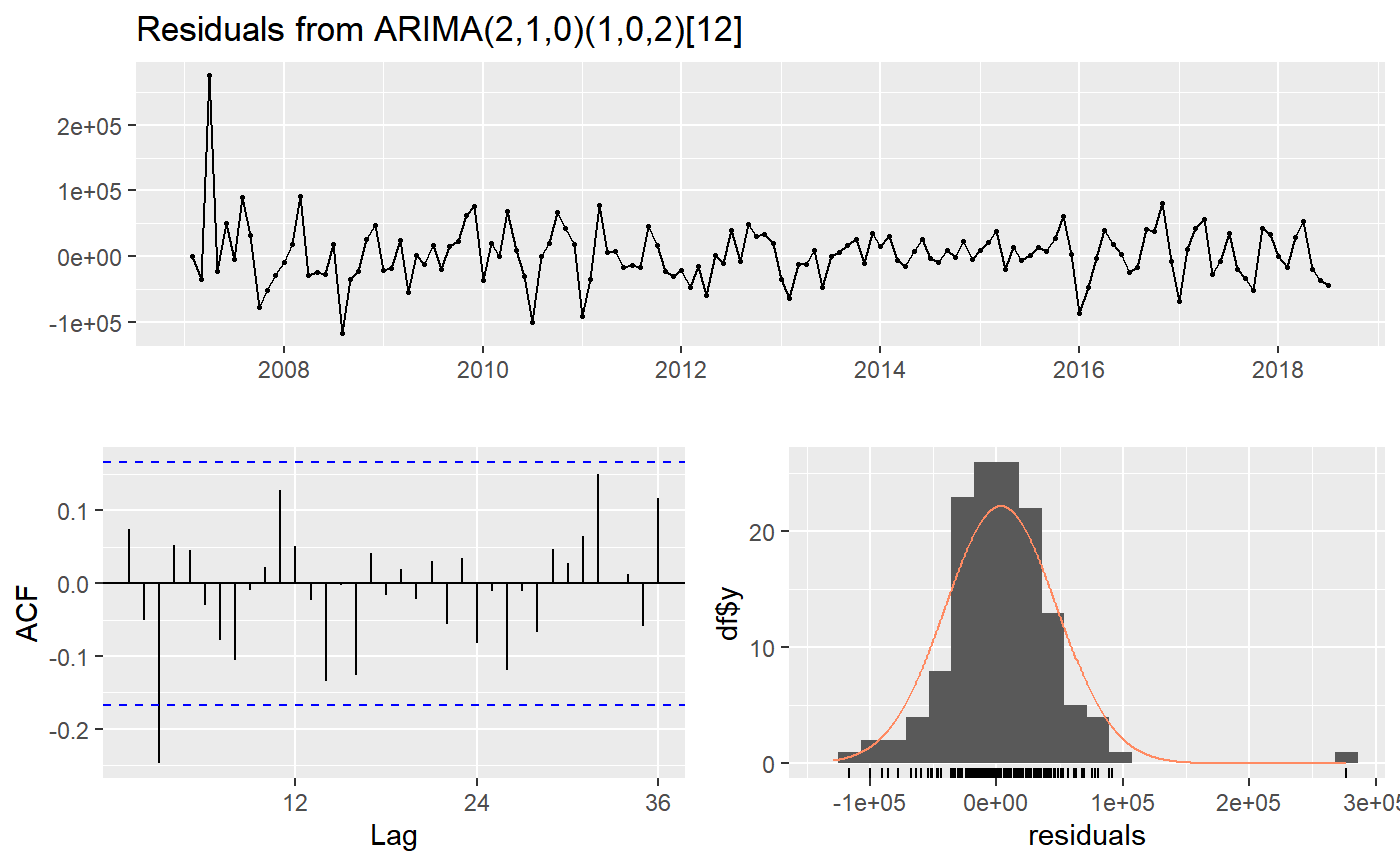 Residuals from ARIMA(2,1,0)(1,0,2)[12]
2e+05
1e+05
0e+00
-1e+05
2008 2010 2012 2014 2016 2018
ACF
0.1
0.0
-0.1
-0.2
12 24 36
Lag
df$y
20
10
0
-1e+05 0e+00 1e+05 2e+05 3e+05
residuals